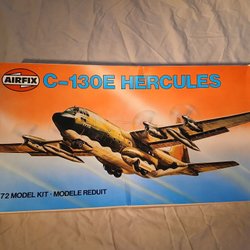 AIRFIX
C-130E HERCULES
72 MODEL KIT · MODELE REDUIT